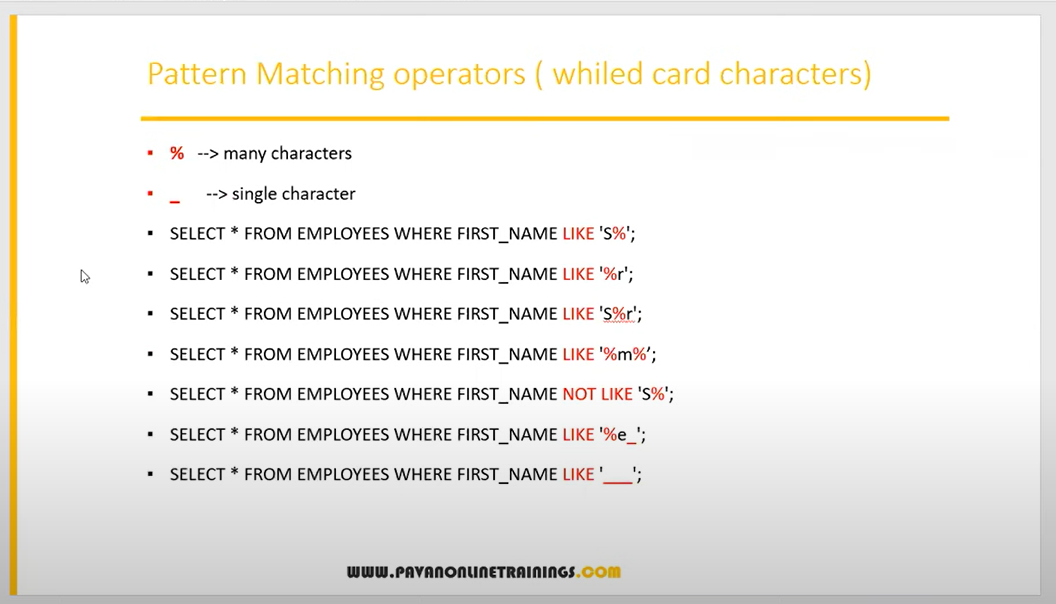 Pattern Matching operators ( whiled card characters)
▪ % --> many characters
▪ _ --> single character
▪ SELECT * FROM EMPLOYEES WHERE FIRST_NAME LIKE 'S%';
▪ SELECT * FROM EMPLOYEES WHERE FIRST_NAME LIKE '%r';
▪ SELECT * FROM EMPLOYEES WHERE FIRST_NAME LIKE 'S%r';
▪ SELECT * FROM EMPLOYEES WHERE FIRST_NAME LIKE '%m%’;
▪ SELECT * FROM EMPLOYEES WHERE FIRST_NAME NOT LIKE 'S%';
▪ SELECT * FROM EMPLOYEES WHERE FIRST_NAME LIKE '%e_';
▪ SELECT * FROM EMPLOYEES WHERE FIRST_NAME LIKE '___';
WWW.PAVANONLINETRAININGS.COM